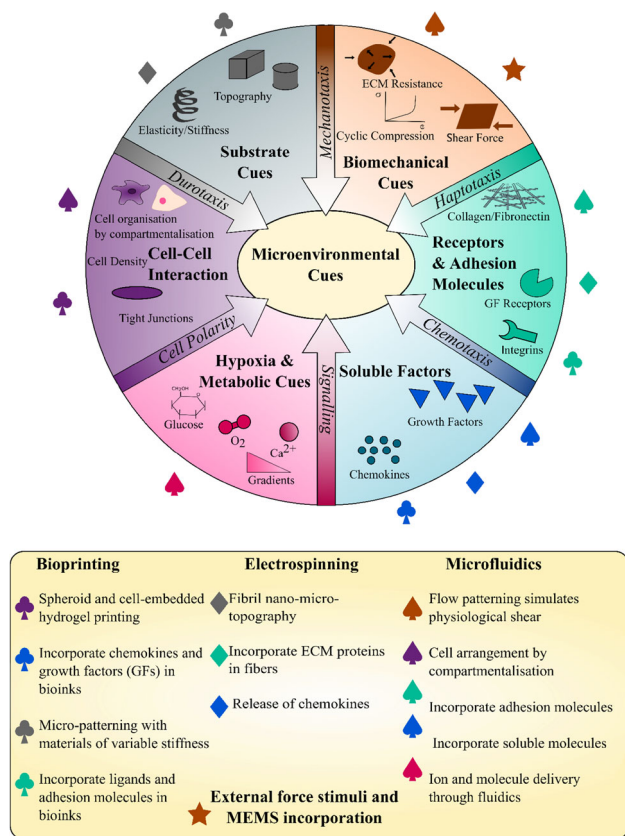 Topography
Elasticity/Stiffness
Substrate
Cues
Mechanotaxis
ECM Resistance
σ
Cyclic Compression
Shear Force
Biomechanical
Cues
Durotaxis
Haptotaxis
Cell organisation
by compartmentalisation
Cell Density
Cell-Cell
Interaction
Tight Junctions
Microenvironmental
Cues
Collagen/Fibronectin
Receptors
& Adhesion
Molecules
GF Receptors
Integrins
Cell Polarity
Chemotaxis
Hypoxia &
Metabolic Cues
CH₂OH
O
Glucose
O₂
Ca²⁺
Gradients
Signalling
Soluble Factors
Growth Factors
Chemokines
Bioprinting
Spheroid and cell-embedded
hydrogel printing
Incorporate chemokines and
growth factors (GFs) in
bioinks
Micro-patterning with
materials of variable stiffness
Incorporate ligands and
adhesion molecules in
bioinks
Electrospinning
Fibril nano-micro-
topography
Incorporate ECM proteins
in fibers
Release of chemokines
Microfluidics
Flow patterning simulates
physiological shear
Cell arrangement by
compartmentalisation
Incorporate adhesion molecules
Incorporate soluble molecules
Ion and molecule delivery
through fluidics
External force stimuli and
MEMS incorporation